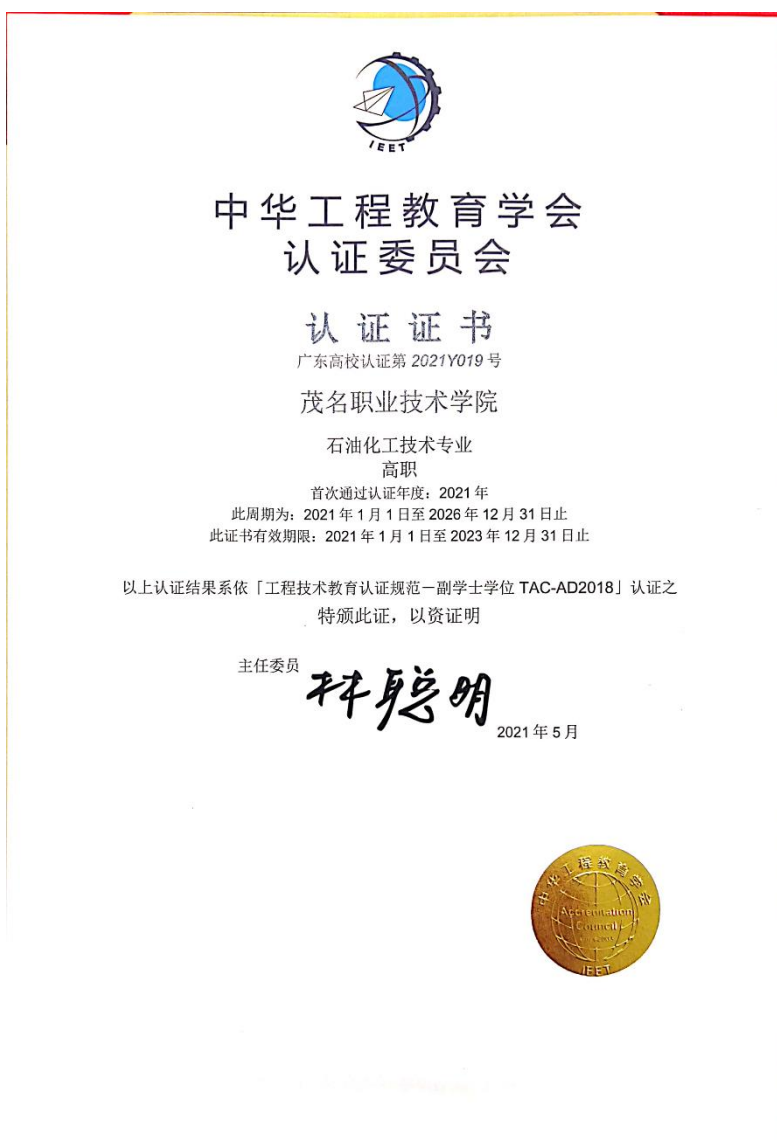 IEET
中华工程教育学会
认证委员会
认证证书
广东高校认证第 2021Y019 号
茂名职业技术学院
石油化工技术专业
高职
首次通过认证年度：2021 年
此周期为：2021 年 1 月 1 日至 2026 年 12 月 31 日止
此证书有效期限：2021 年 1 月 1 日至 2023 年 12 月 31 日止
以上认证结果系依「工程技术教育认证规范－副学士学位 TAC-AD2018」认证之
特颁此证，以资证明
主任委员
林聪明
2021 年 5 月
中华工程教育学会
Accreditation
Council
IEET